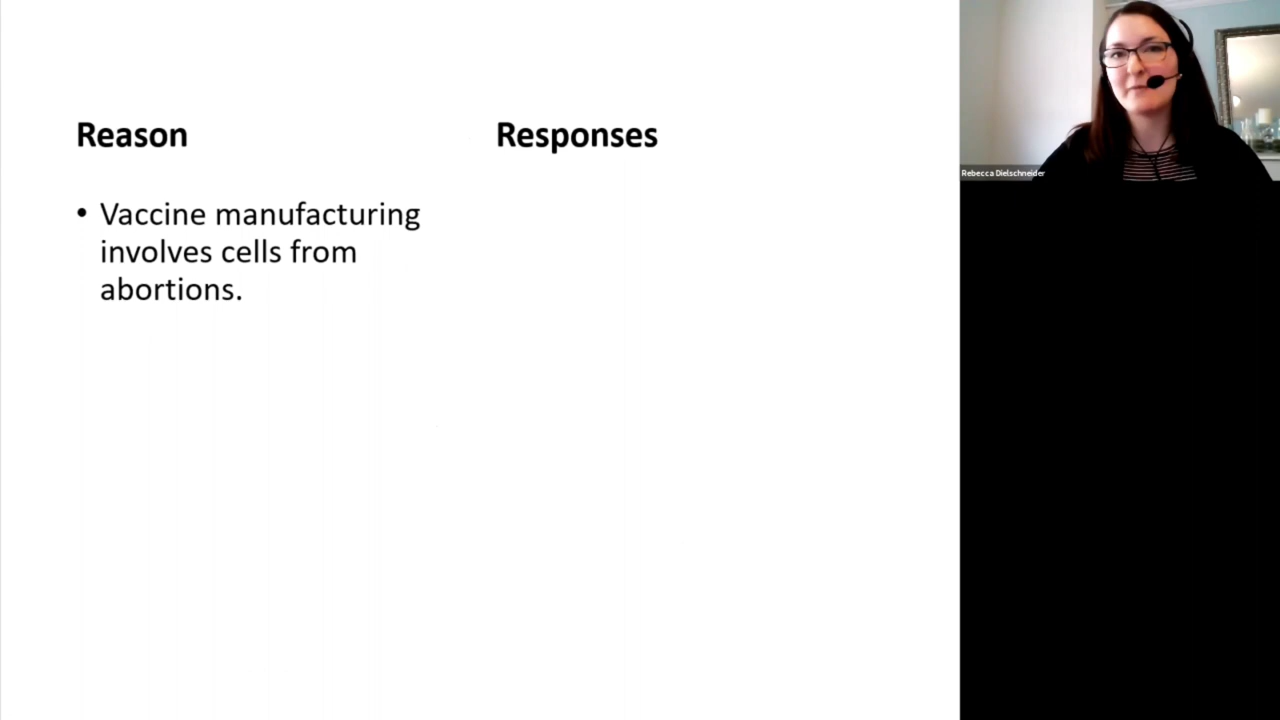 Reason
Responses
• Vaccine manufacturing
involves cells from
abortions.
Rebecca Dielschneider